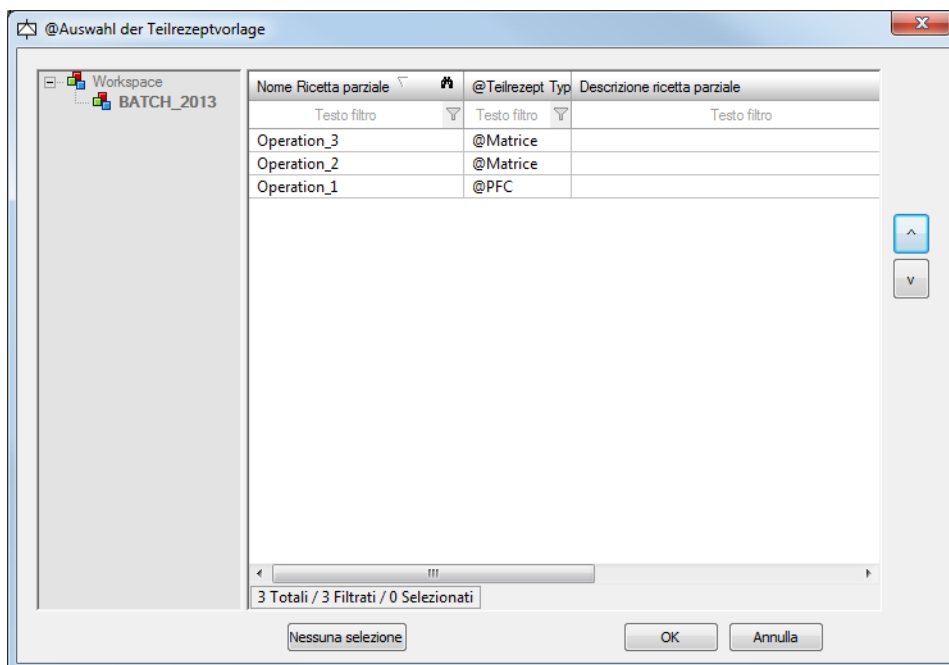 @Auswahl der Teilrezeptvorlage
Workspace
BATCH_2013
Nome Ricetta parziale @Teilrezept Typ Descrizione ricetta parziale
Testo filtro Testo filtro Testo filtro
Operation_3 @Matrice
Operation_2 @Matrice
Operation_1 @PFC
^
v
3 Totali / 3 Filtrati / 0 Selezionati
Nessuna selezione OK Annulla